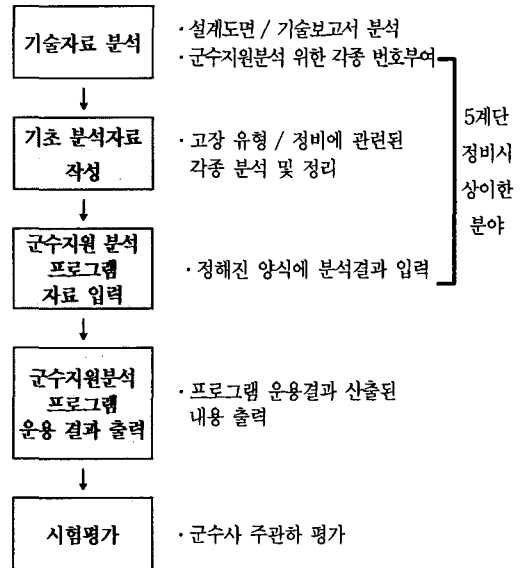 기술자료 분석
· 설계도면 / 기술보고서 분석
· 군수지원분석 위한 각종 번호부여
기초 분석자료
작성
· 고장 유형 / 정비에 관련된
각종 분석 및 정리
군수지원 분석
프로그램
자료 입력
· 정해진 양식에 분석결과 입력
5계단
정비시
상이한
분야
군수지원분석
프로그램
운용 결과 출력
· 프로그램 운용결과 산출된
내용 출력
시험평가
· 군수사 주관하 평가